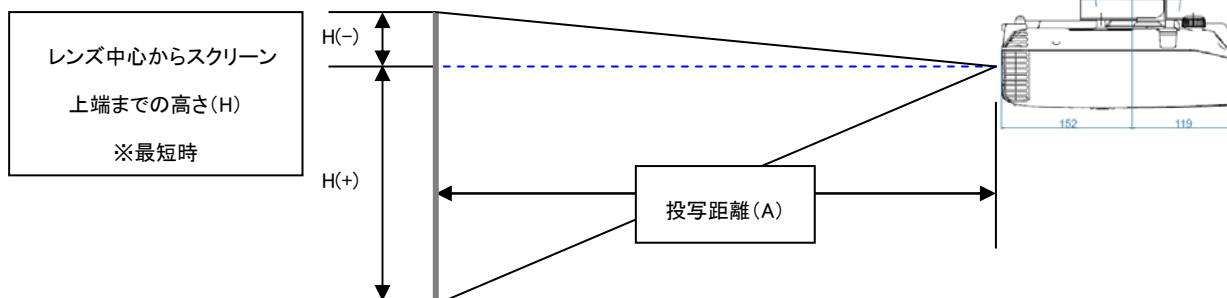 レンズ中心からスクリーン
上端までの高さ(H)
※最短時
H(-)
H(+)
投写距離(A)
152
119